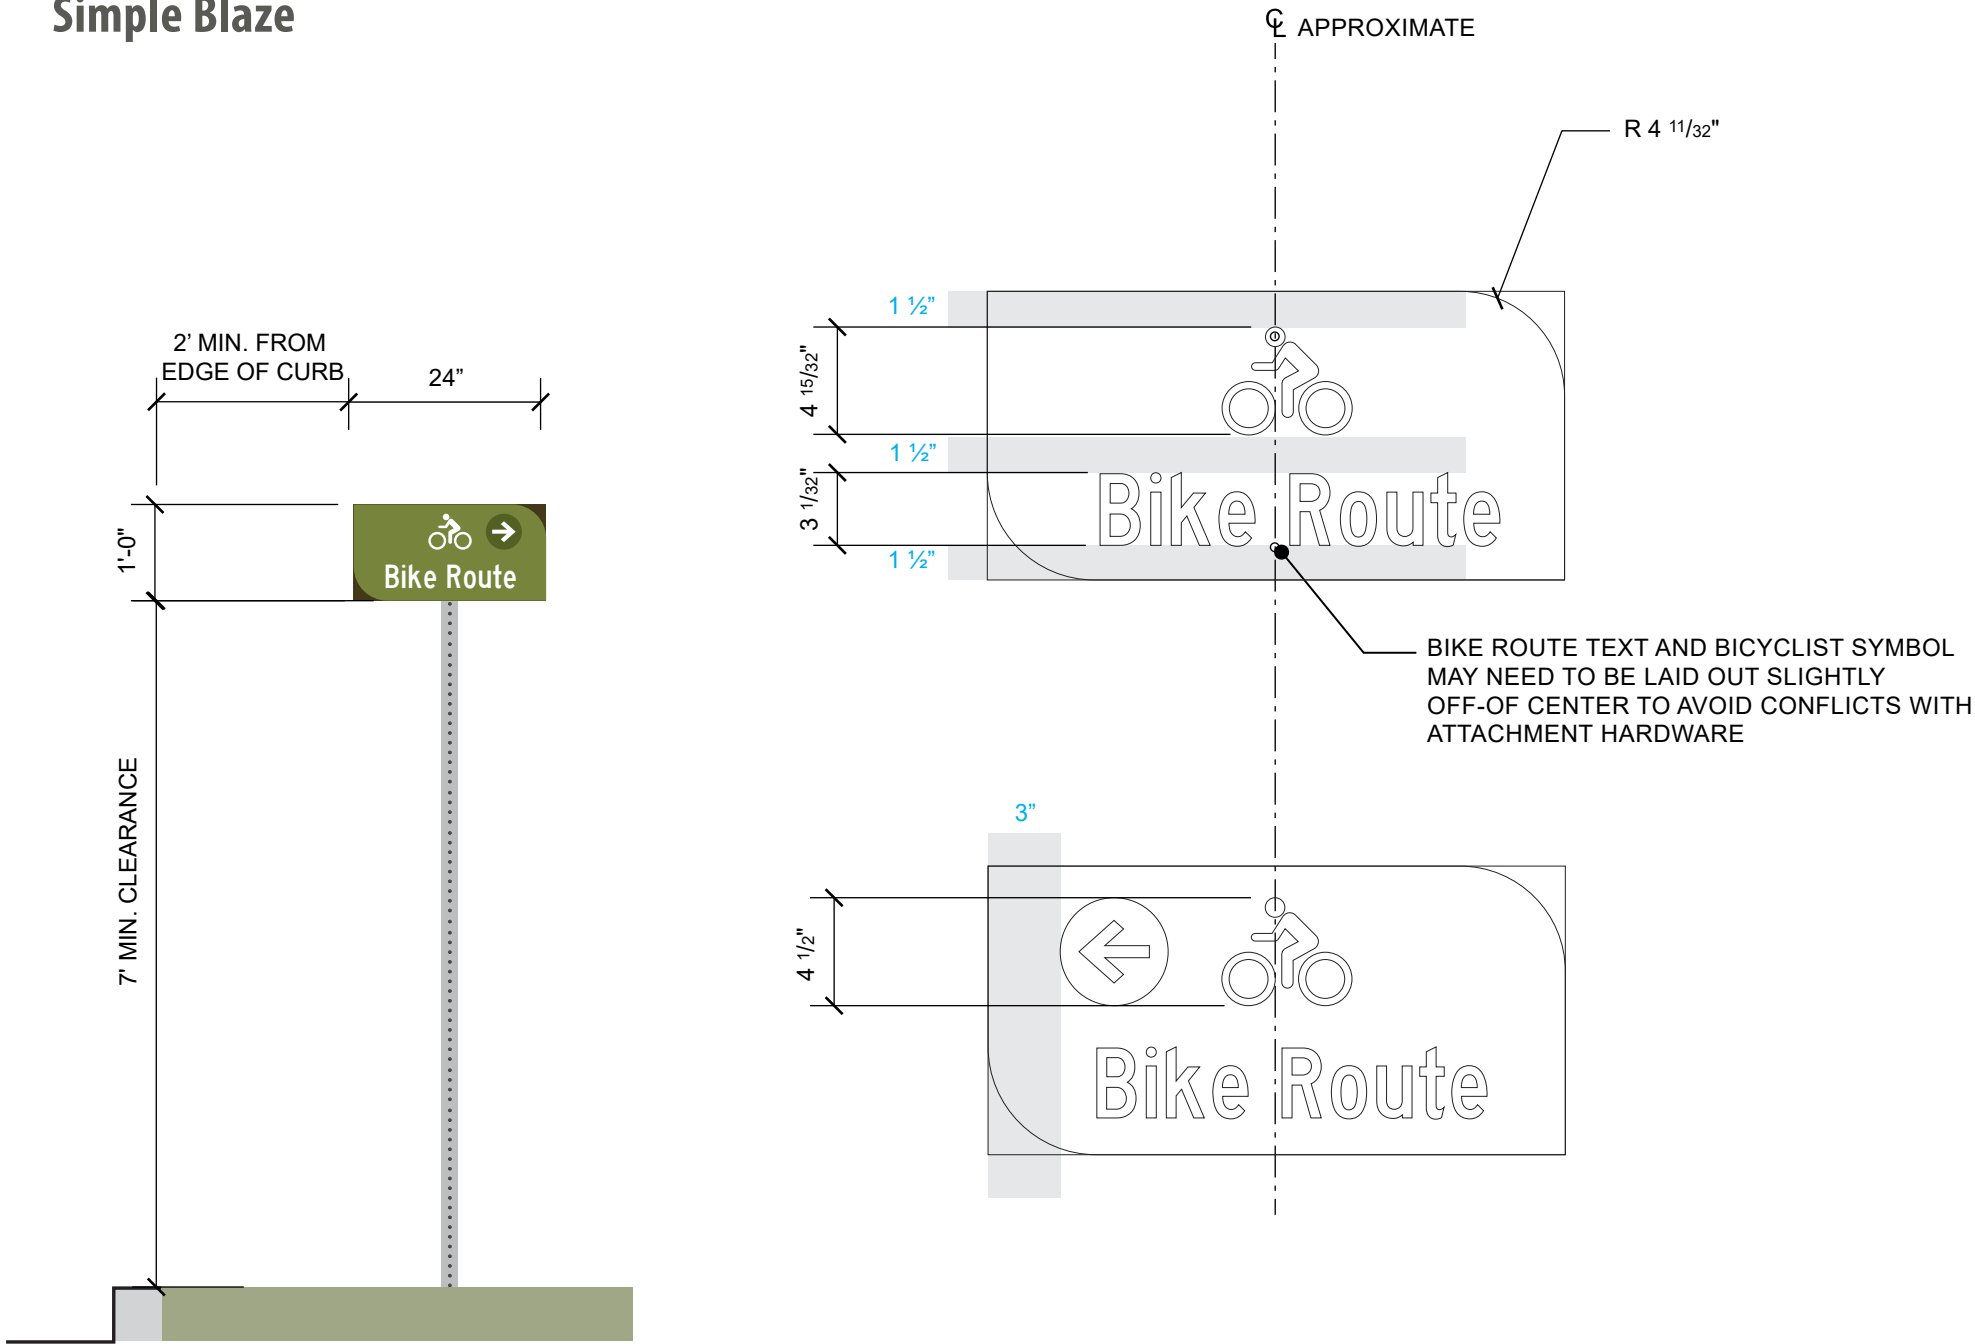 Simple Blaze
℄ APPROXIMATE
R 4 11/32"
1 ½”
4 15/32"
1 ½”
3 1/32"
1 ½”
Bike Route
BIKE ROUTE TEXT AND BICYCLIST SYMBOL
MAY NEED TO BE LAID OUT SLIGHTLY
OFF-OF CENTER TO AVOID CONFLICTS WITH
ATTACHMENT HARDWARE
2’ MIN. FROM
EDGE OF CURB
24”
1'-0"
Bike Route
7' MIN. CLEARANCE
3”
4 1/2"
Bike Route